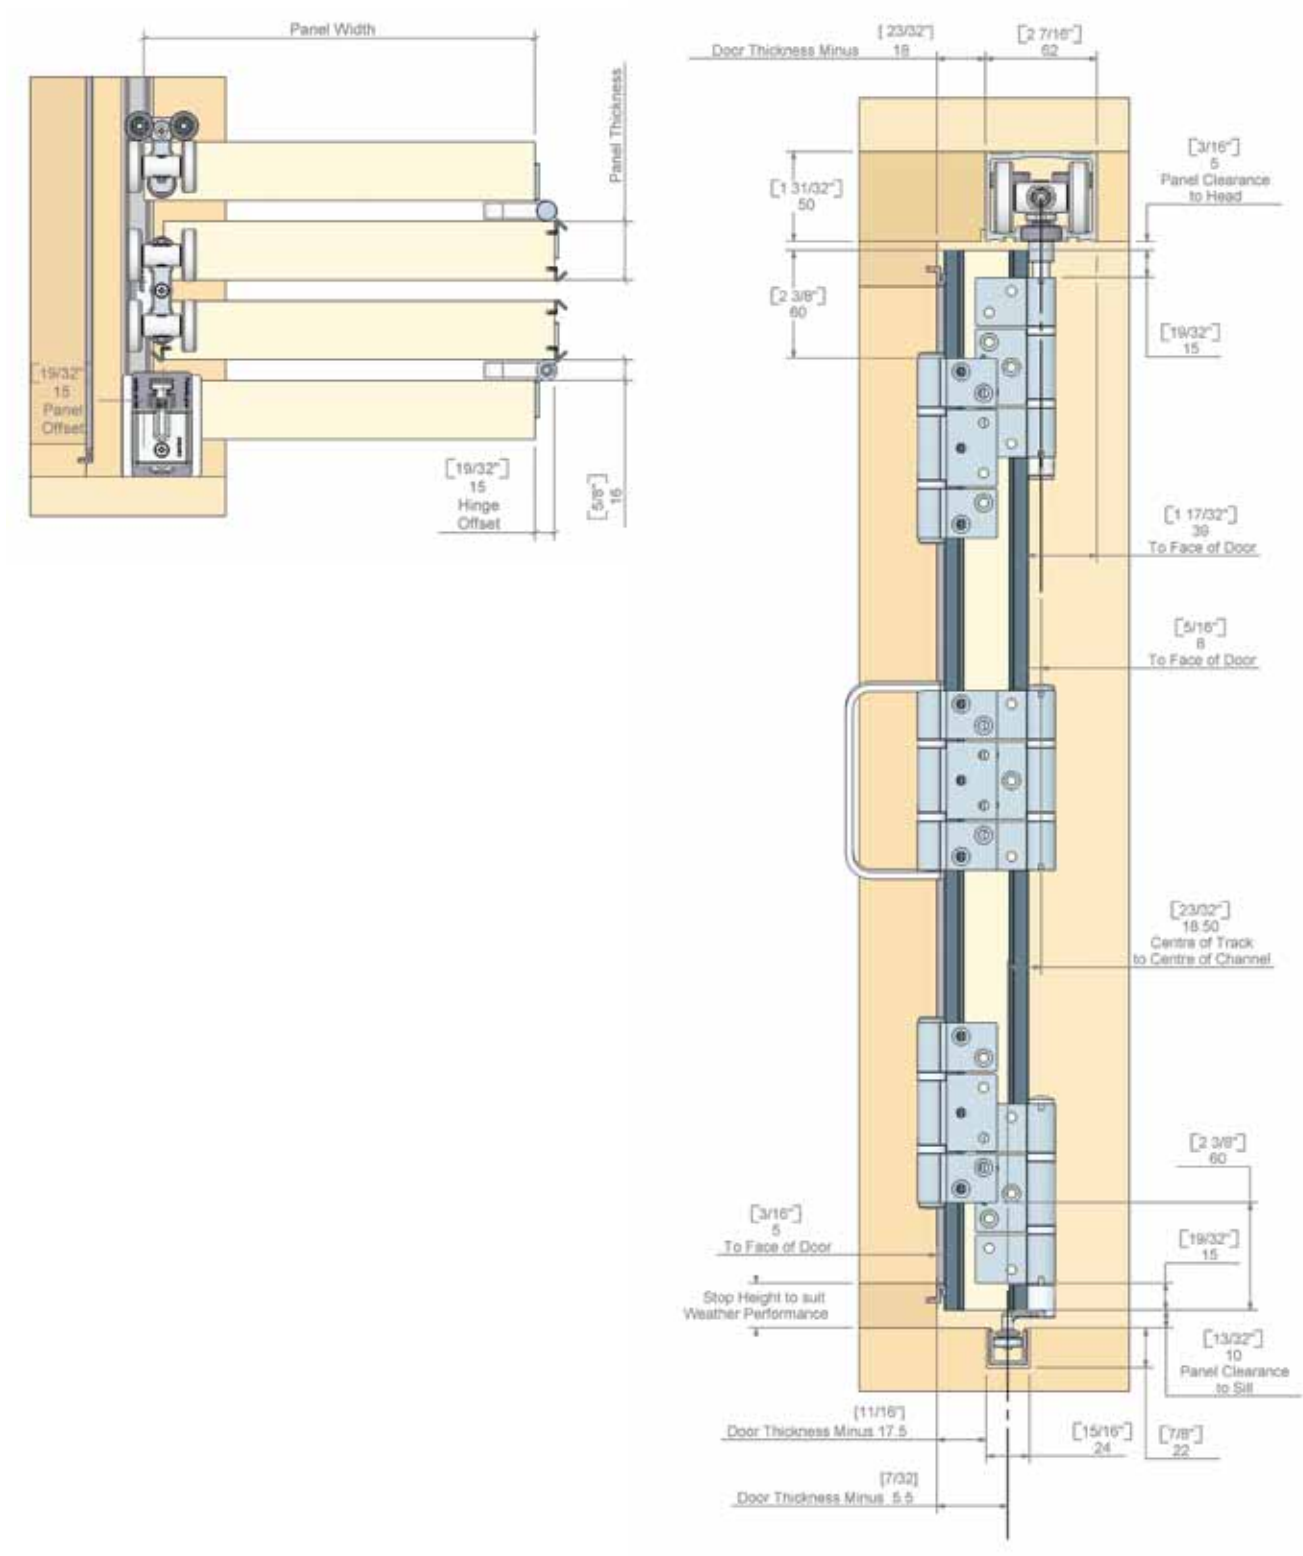 Panel Width
Panel Thickness
[19/32"
15
Panel
Offset
[19/32"]
15
Hinge
Offset
[5/8"]
16
[23/32"]
Door Thickness Minus 18
[2 7/16"]
62
[1 31/32"]
50
[3/16"]
5
Panel Clearance
to Head
[2 3/8"]
60
[19/32"]
15
[1 17/32"]
39
To Face of Door
[5/16"]
8
To Face of Door
[23/32"]
18.50
Centre of Track
to Centre of Channel
[2 3/8"]
60
[3/16"]
5
To Face of Door
[19/32"]
15
Stop Height to suit
Weather Performance
[13/32"]
10
Panel Clearance
to Sill
[11/16"]
Door Thickness Minus 17.5
[15/16"]
24
[7/8"]
22
[7/32]
Door Thickness Minus 5.5